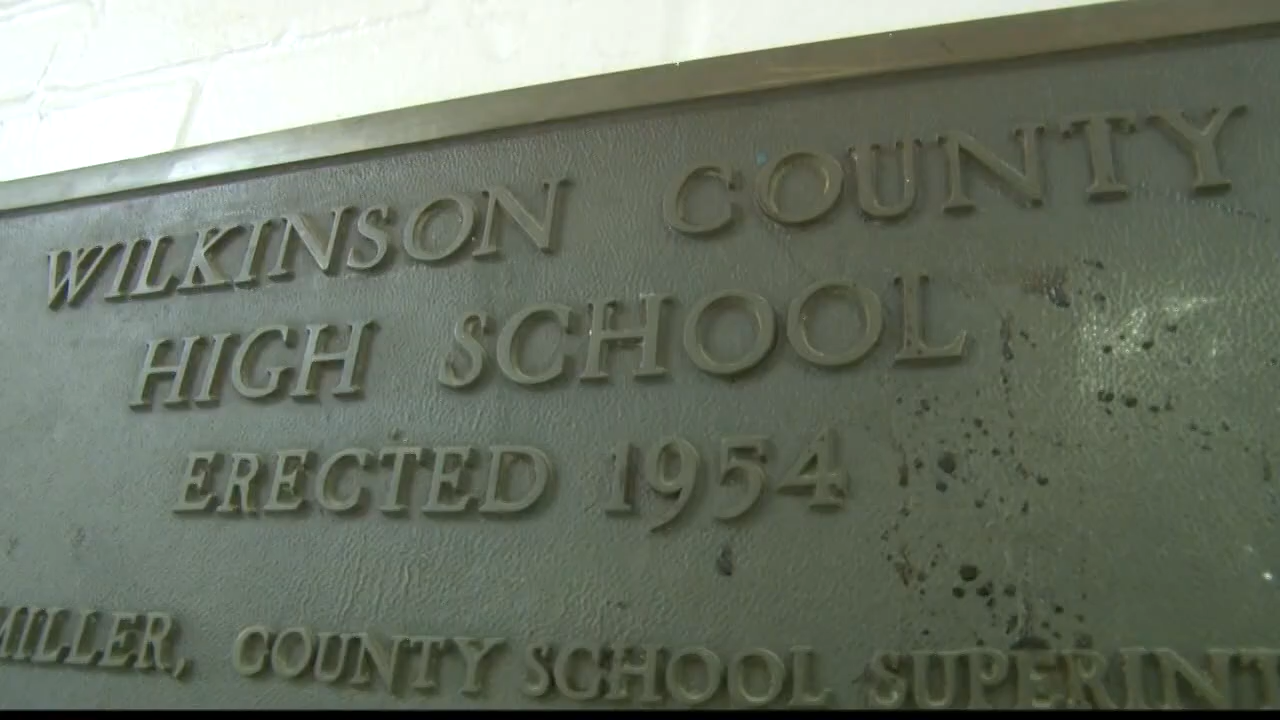 WILKINSON COUNTY
HIGH SCHOOL
ERECTED 1954
MILLER, COUNTY SCHOOL